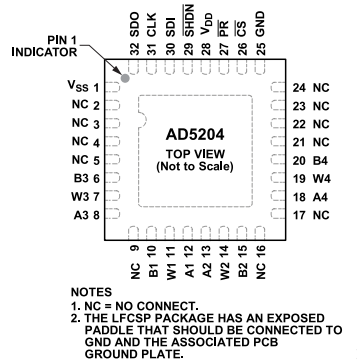 32 SDO
31 CLK
30 SDI
29 SHDN
28 VDD
27 PR
26 CS
25 GND
PIN 1
INDICATOR
VSS 1
NC 2
NC 3
NC 4
NC 5
B3 6
W3 7
A3 8
AD5204
TOP VIEW
(Not to Scale)
24 NC
23 NC
22 NC
21 NC
20 B4
19 W4
18 A4
17 NC
NC 9
B1 10
W1 11
A1 12
A2 13
W2 14
B2 15
NC 16
NOTES
1. NC = NO CONNECT.
2. THE LFCSP PACKAGE HAS AN EXPOSED
PADDLE THAT SHOULD BE CONNECTED TO
GND AND THE ASSOCIATED PCB
GROUND PLATE.